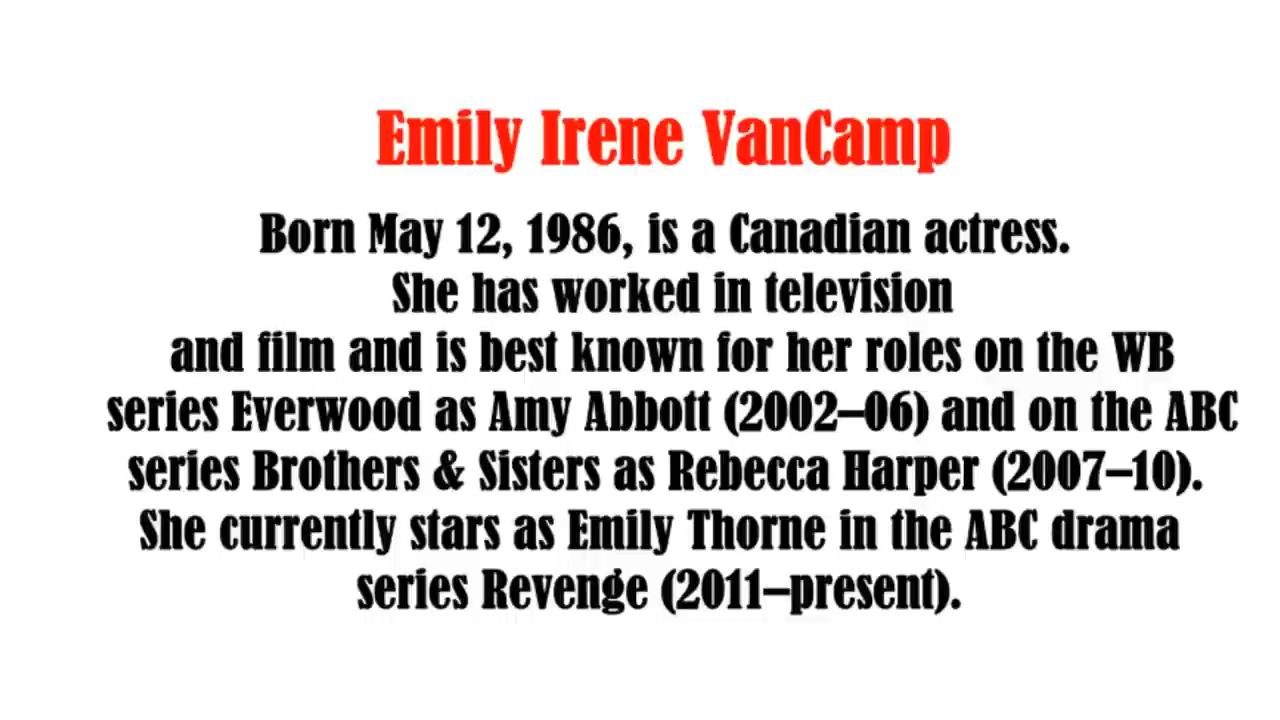 Emily Irene VanCamp
Born May 12, 1986, is a Canadian actress.
She has worked in television
and film and is best known for her roles on the WB
series Everwood as Amy Abbott (2002–06) and on the ABC
series Brothers & Sisters as Rebecca Harper (2007–10).
She currently stars as Emily Thorne in the ABC drama
series Revenge (2011–present).